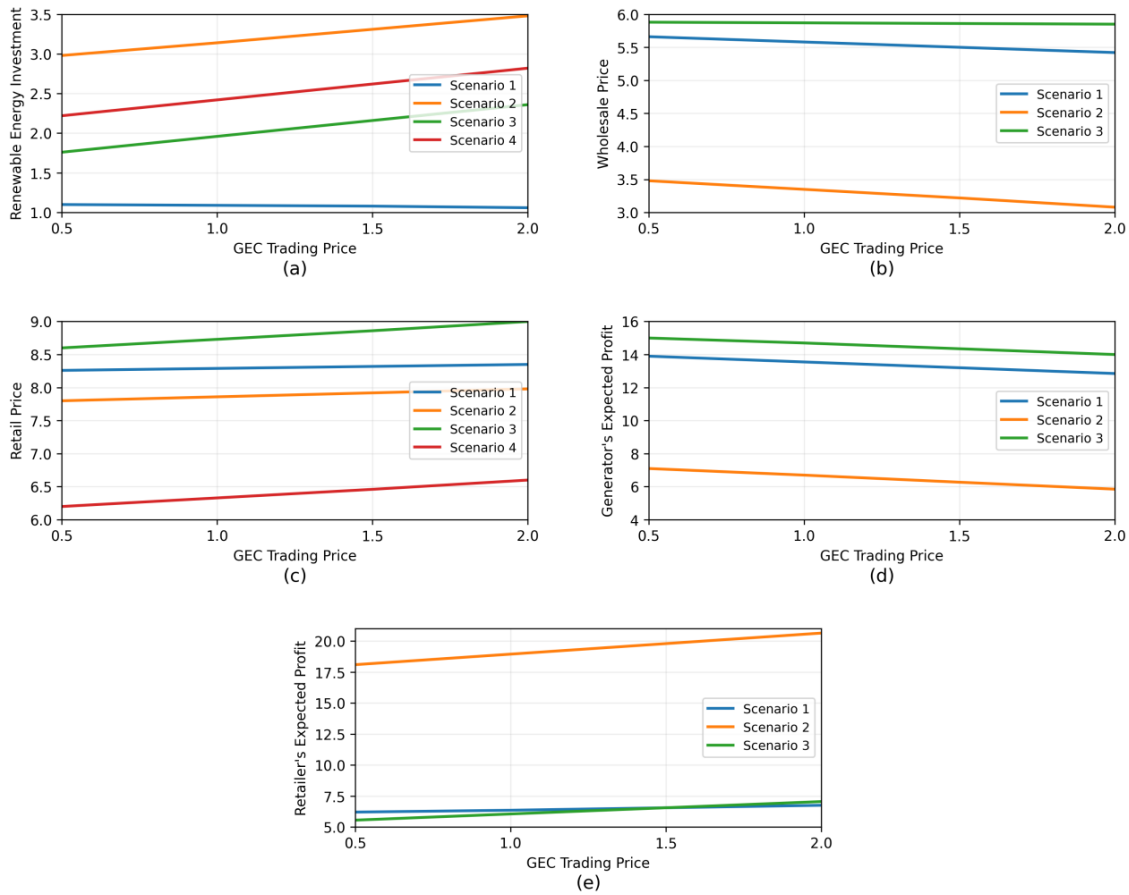 Renewable Energy Investment
3.5
3.0
2.5
2.0
1.5
1.0
Scenario 1
Scenario 2
Scenario 3
Scenario 4
0.5 1.0 1.5 2.0
GEC Trading Price
(a)
Wholesale Price
6.0
5.5
5.0
4.5
4.0
3.5
3.0
Scenario 1
Scenario 2
Scenario 3
0.5 1.0 1.5 2.0
GEC Trading Price
(b)
Retail Price
9.0
8.5
8.0
7.5
7.0
6.5
6.0
Scenario 1
Scenario 2
Scenario 3
Scenario 4
0.5 1.0 1.5 2.0
GEC Trading Price
(c)
Generator's Expected Profit
16
14
12
10
8
6
4
Scenario 1
Scenario 2
Scenario 3
0.5 1.0 1.5 2.0
GEC Trading Price
(d)
Retailer's Expected Profit
20.0
17.5
15.0
12.5
10.0
7.5
5.0
Scenario 1
Scenario 2
Scenario 3
0.5 1.0 1.5 2.0
GEC Trading Price
(e)